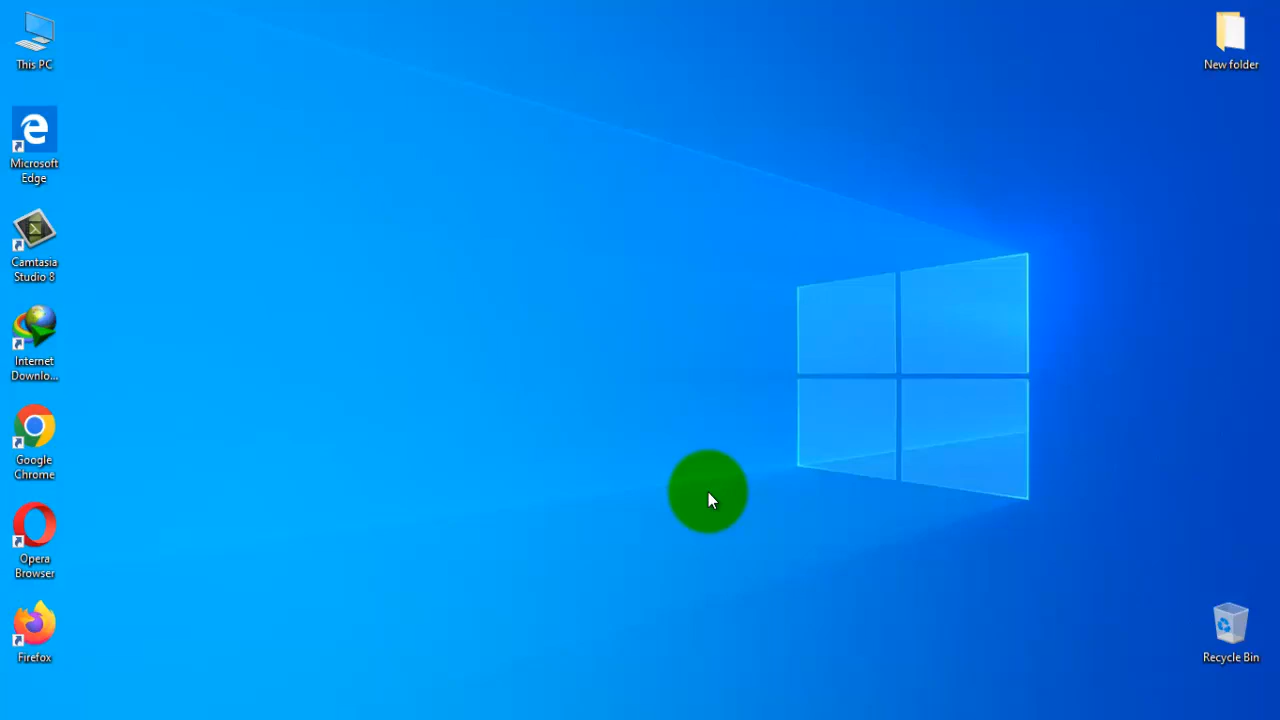 This PC
Microsoft
Edge
Camtasia
Studio 8
Internet
Downlo...
Google
Chrome
Opera
Browser
Firefox
New folder
Recycle Bin